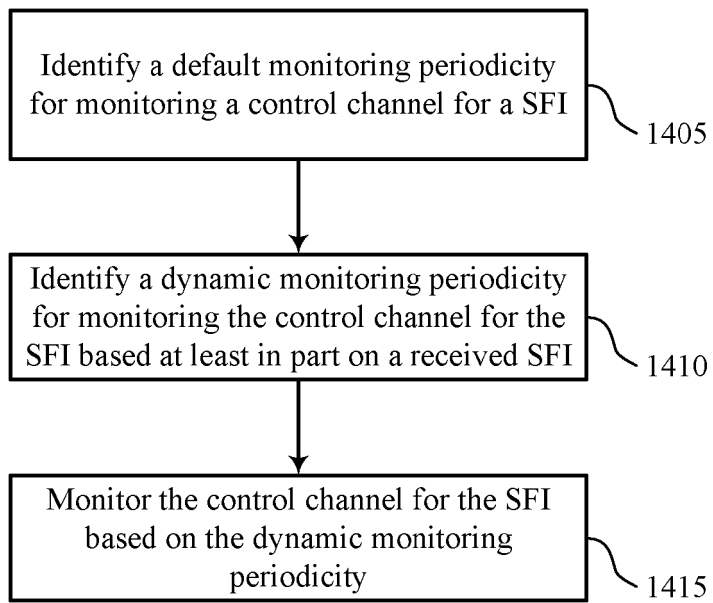 Identify a default monitoring periodicity
for monitoring a control channel for a SFI
1405
Identify a dynamic monitoring periodicity
for monitoring the control channel for the
SFI based at least in part on a received SFI
1410
Monitor the control channel for the SFI
based on the dynamic monitoring
periodicity
1415